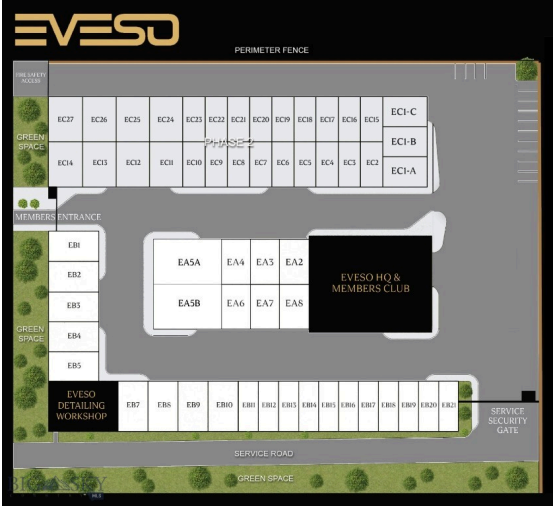 EVESO
PERIMETER FENCE
FIRE SAFETY
ACCESS
EC27 EC26 EC25 EC24 EC23 EC22 EC21 EC20 EC19 EC18 EC17 EC16 EC15 EC1-C
GREEN
SPACE
PHASE 2
EC1-B
EC14 EC13 EC12 EC11 EC10 EC9 EC8 EC7 EC6 EC5 EC4 EC3 EC2 EC1-A
MEMBERS ENTRANCE
EB1
EB2
EB3
EB4
EB5
GREEN
SPACE
EA5A EA4 EA3 EA2
EA5B EA6 EA7 EA8
EVESO HQ &
MEMBERS CLUB
EVESO
DETAILING
WORKSHOP
EB7 EB8 EB9 EB10 EB11 EB12 EB13 EB14 EB15 EB16 EB17 EB18 EB19 EB20 EB21
SERVICE
SECURITY
GATE
SERVICE ROAD
GREEN SPACE
BIG SKY
MLS